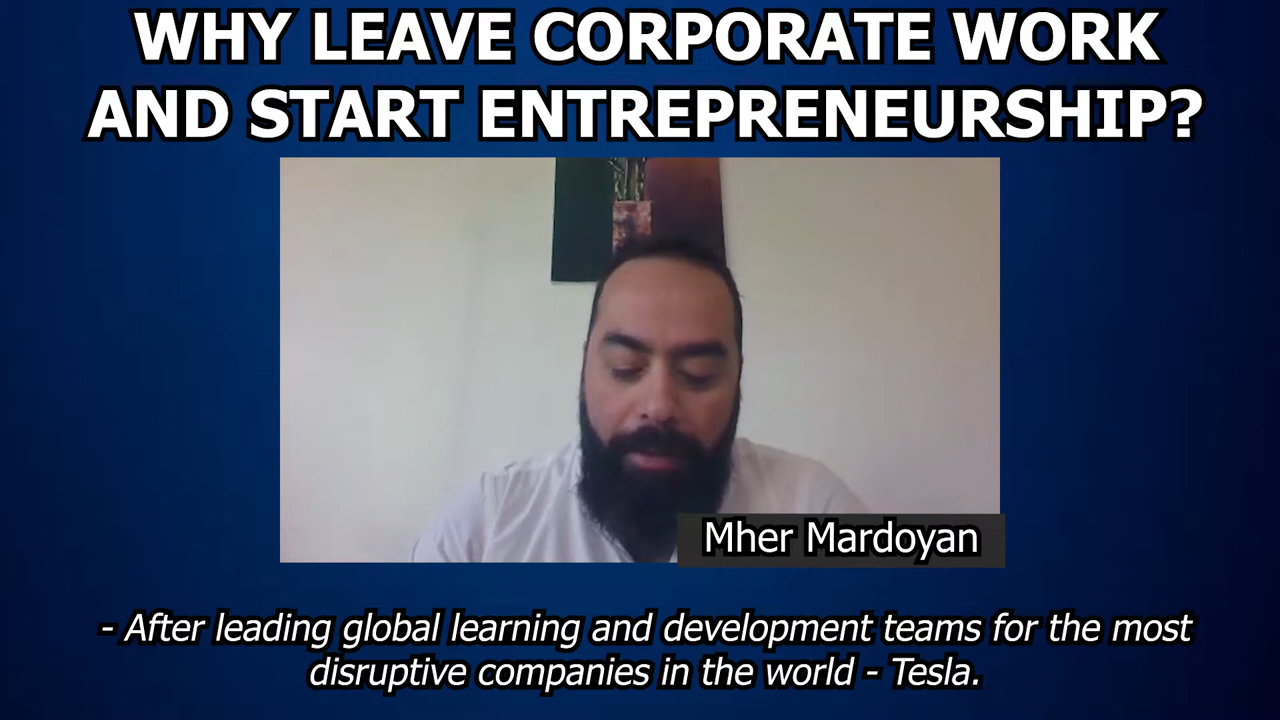 WHY LEAVE CORPORATE WORK
AND START ENTREPRENEURSHIP?
Mher Mardoyan
- After leading global learning and development teams for the most
disruptive companies in the world - Tesla.